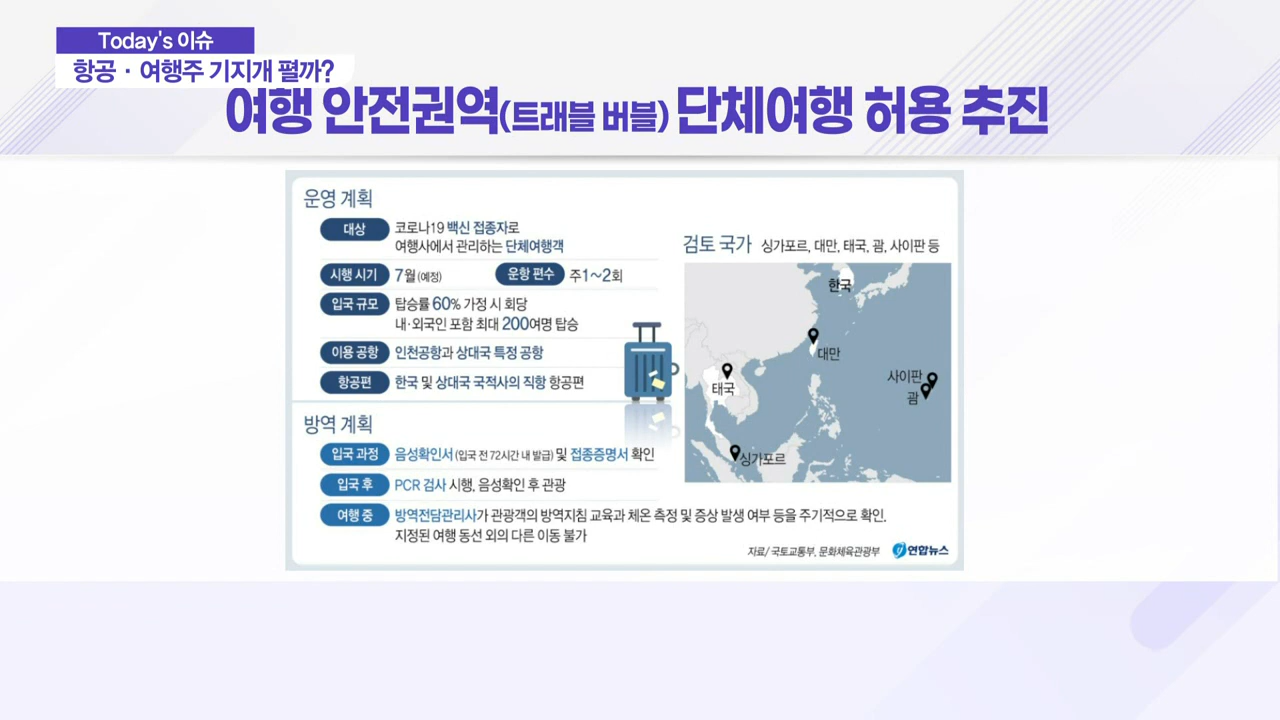 Today's 이슈
항공 · 여행주 기지개 펼까?
여행 안전권역(트래블 버블) 단체여행 허용 추진
운영 계획
대상 코로나19 백신 접종자로
여행사에서 관리하는 단체여행객
시행 시기 7월(예정) 운항 편수 주1~2회
입국 규모 탑승률 60% 가정 시 회당
내·외국인 포함 최대 200여명 탑승
이용 공항 인천공항과 상대국 특정 공항
항공편 한국 및 상대국 국적사의 직항 항공편
검토 국가 싱가포르, 대만, 태국, 괌, 사이판 등
한국
대만
사이판
괌
태국
싱가포르
방역 계획
입국 과정 음성확인서(입국 전 72시간 내 발급) 및 접종증명서 확인
입국 후 PCR 검사 시행, 음성확인 후 관광
여행 중 방역전담관리사가 관광객의 방역지침 교육과 체온 측정 및 증상 발생 여부 등을 주기적으로 확인.
지정된 여행 동선 외의 다른 이동 불가
자료/ 국토교통부, 문화체육관광부 연합뉴스